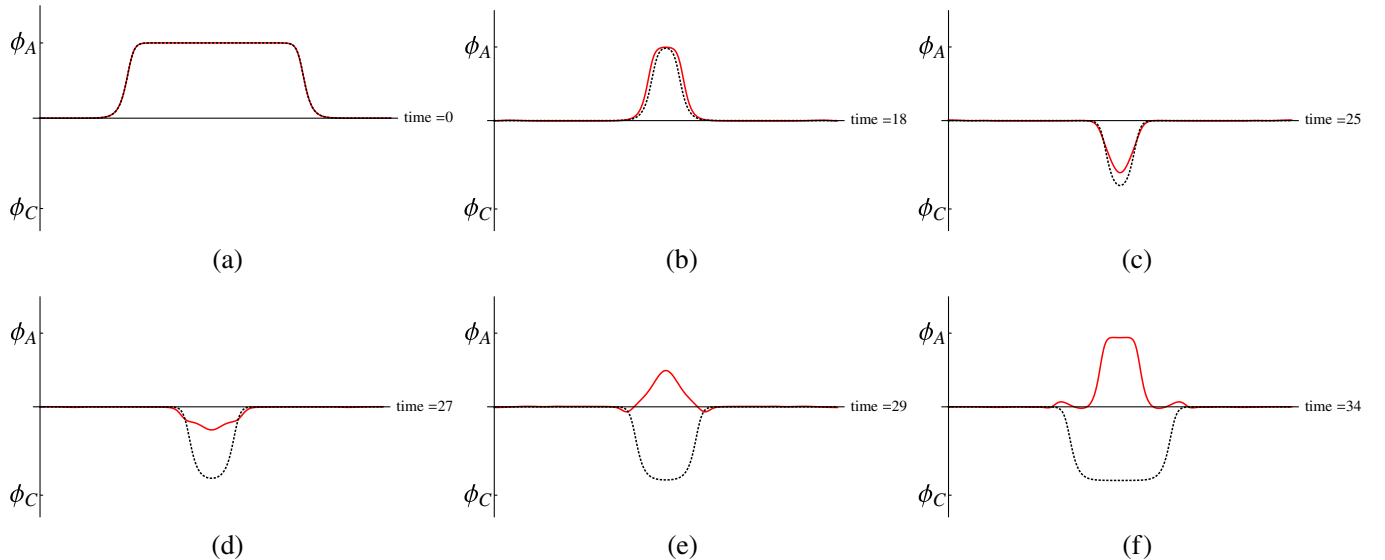 ϕA
time =0
ϕC
(a)
ϕA
time =18
ϕC
(b)
ϕA
time =25
ϕC
(c)
ϕA
time =27
ϕC
(d)
ϕA
time =29
ϕC
(e)
ϕA
time =34
ϕC
(f)